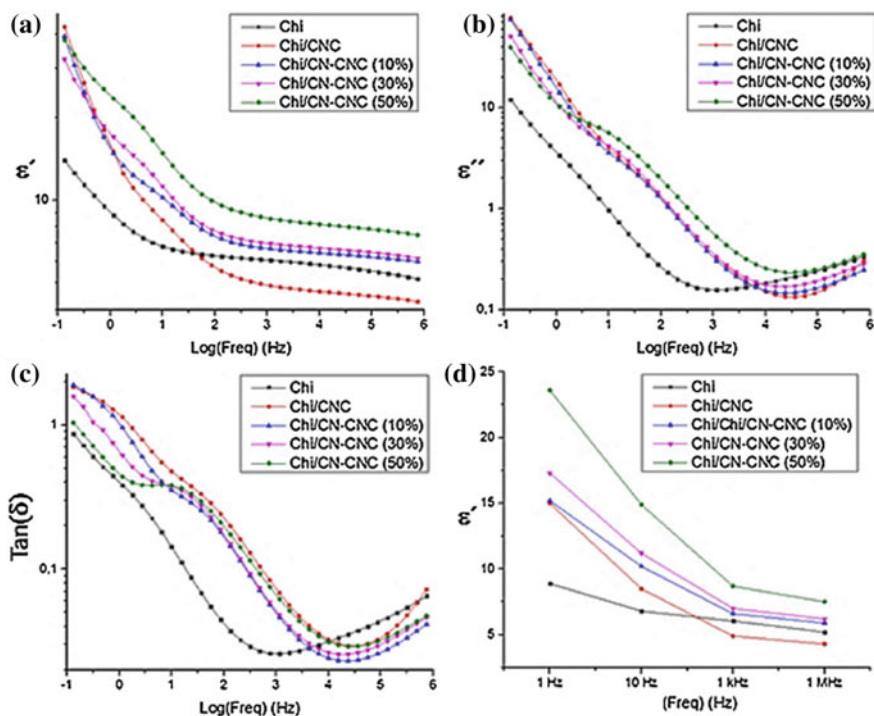 (a)
Chi
Chi/CNC
Chi/CN-CNC (10%)
Chi/CN-CNC (30%)
Chi/CN-CNC (50%)
ε′
10
-1 0 1 2 3 4 5 6
Log(Freq) (Hz)
(b)
Chi
Chi/CNC
Chi/CN-CNC (10%)
Chi/CN-CNC (30%)
Chi/CN-CNC (50%)
ε″
10
1
0,1
-1 0 1 2 3 4 5 6
Log(Freq) (Hz)
(c)
Chi
Chi/CNC
Chi/CN-CNC (10%)
Chi/CN-CNC (30%)
Chi/CN-CNC (50%)
Tan(δ)
1
0,1
-1 0 1 2 3 4 5 6
Log(Freq) (Hz)
(d)
Chi
Chi/CNC
Chi/Chi/CN-CNC (10%)
Chi/CN-CNC (30%)
Chi/CN-CNC (50%)
ε′
25
20
15
10
5
1 Hz 10 Hz 1 kHz 1 MHz
(Freq) (Hz)